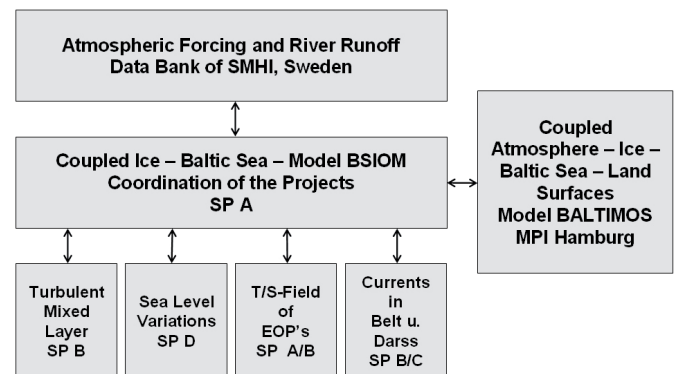 Atmospheric Forcing and River Runoff
Data Bank of SMHI, Sweden
Coupled Ice – Baltic Sea – Model BSIOM
Coordination of the Projects
SP A
Coupled
Atmosphere – Ice –
Baltic Sea – Land
Surfaces
Model BALTIMOS
MPI Hamburg
Turbulent
Mixed
Layer
SP B
Sea Level
Variations
SP D
T/S-Field
of
EOP's
SP A/B
Currents
in
Belt u.
Darss
SP B/C